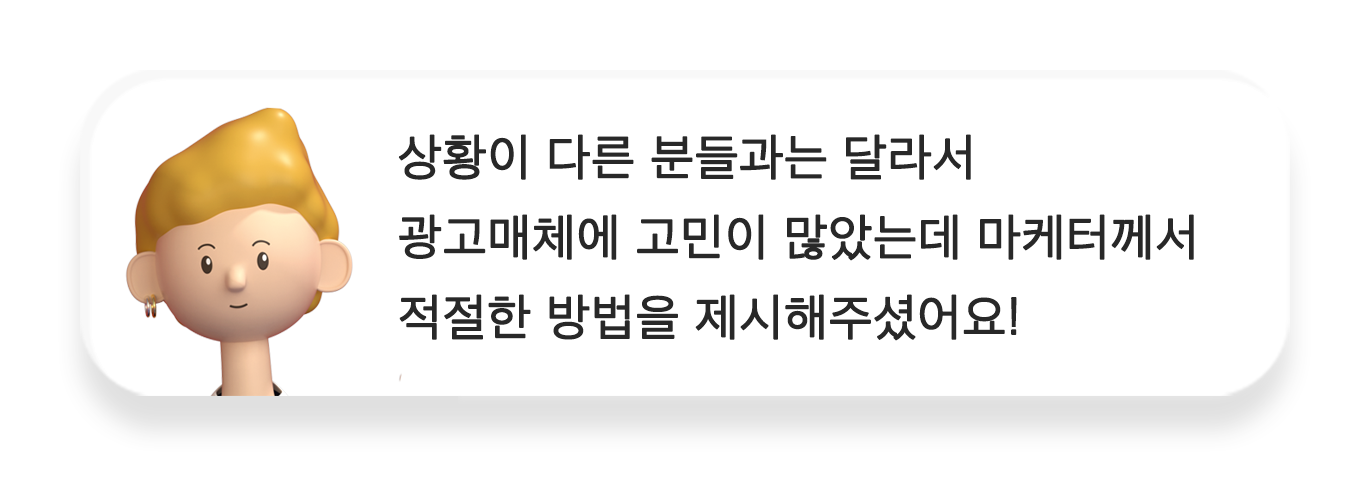 상황이 다른 분들과는 달라서
광고매체에 고민이 많았는데 마케터께서
적절한 방법을 제시해주셨어요!